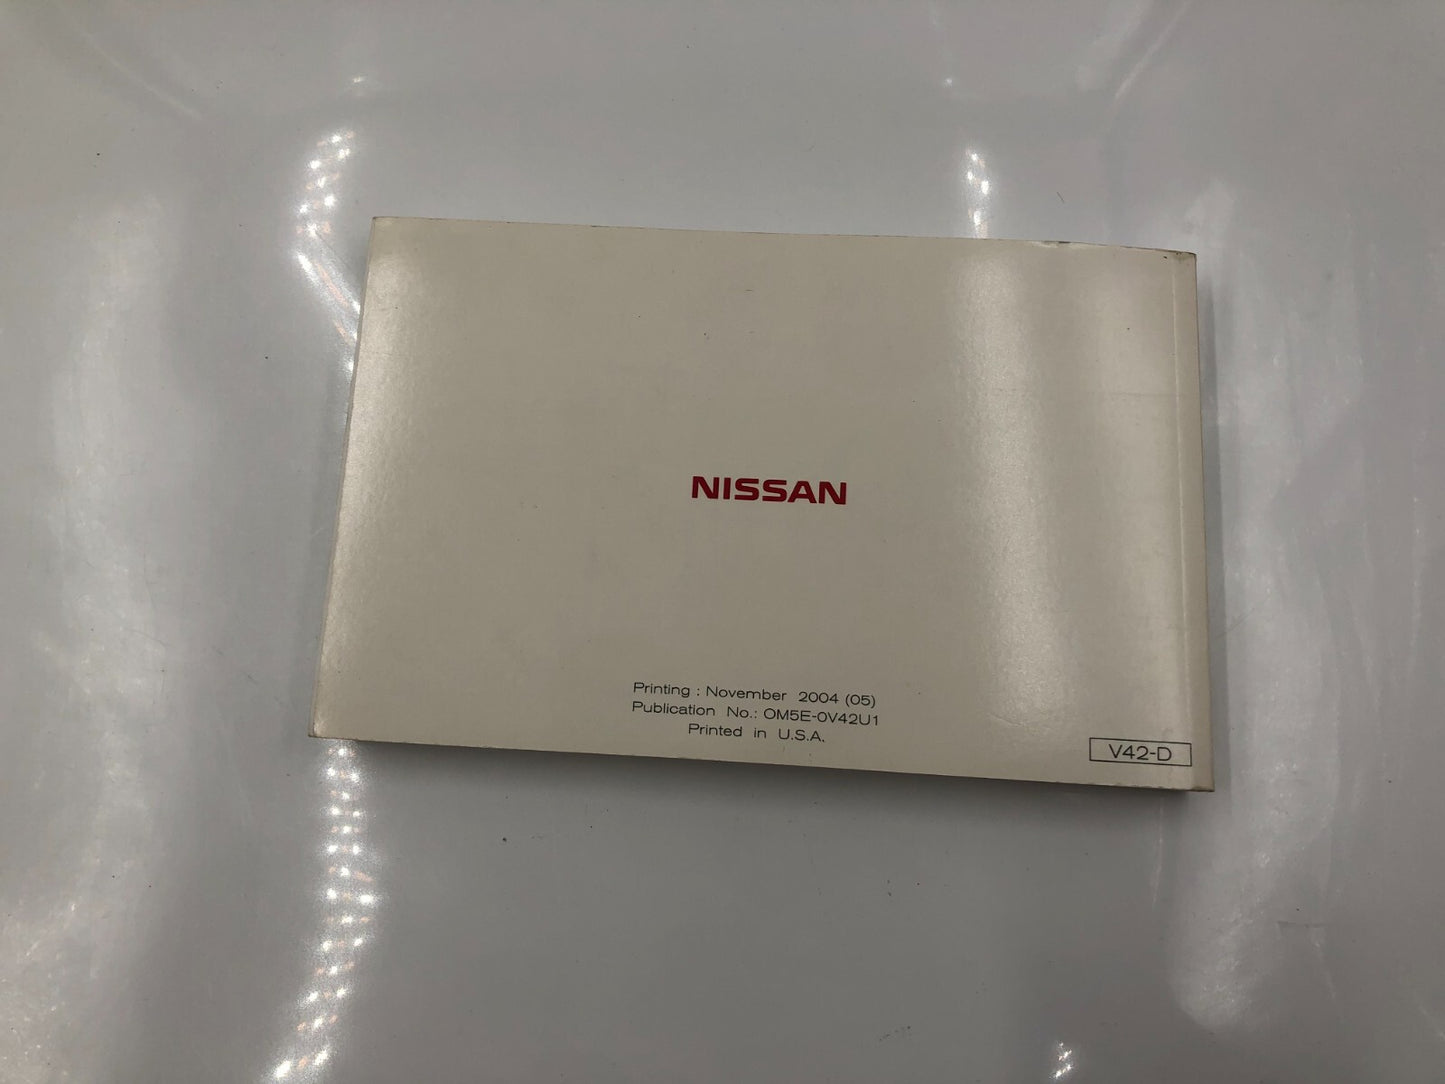 NISSAN
Printing : November 2004 (05)
Publication No.: OM5E-0V42U1
Printed in U.S.A.
V42-D